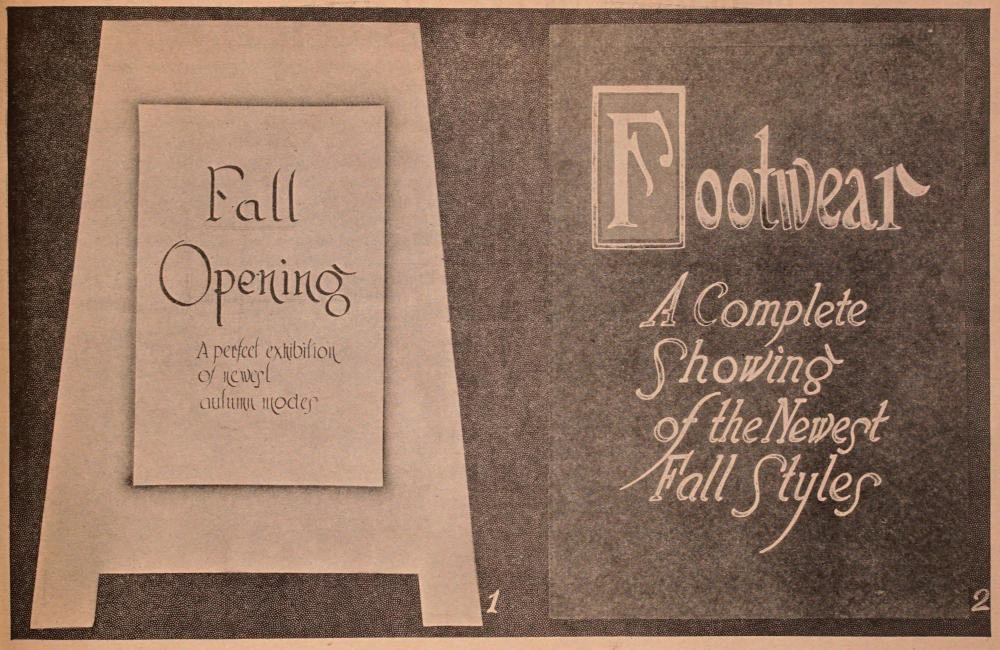 Fall
Opening
A perfect exhibition
of newest
autumn modes
1
Footwear
A Complete
Showing
of the Newest
Fall Styles
2